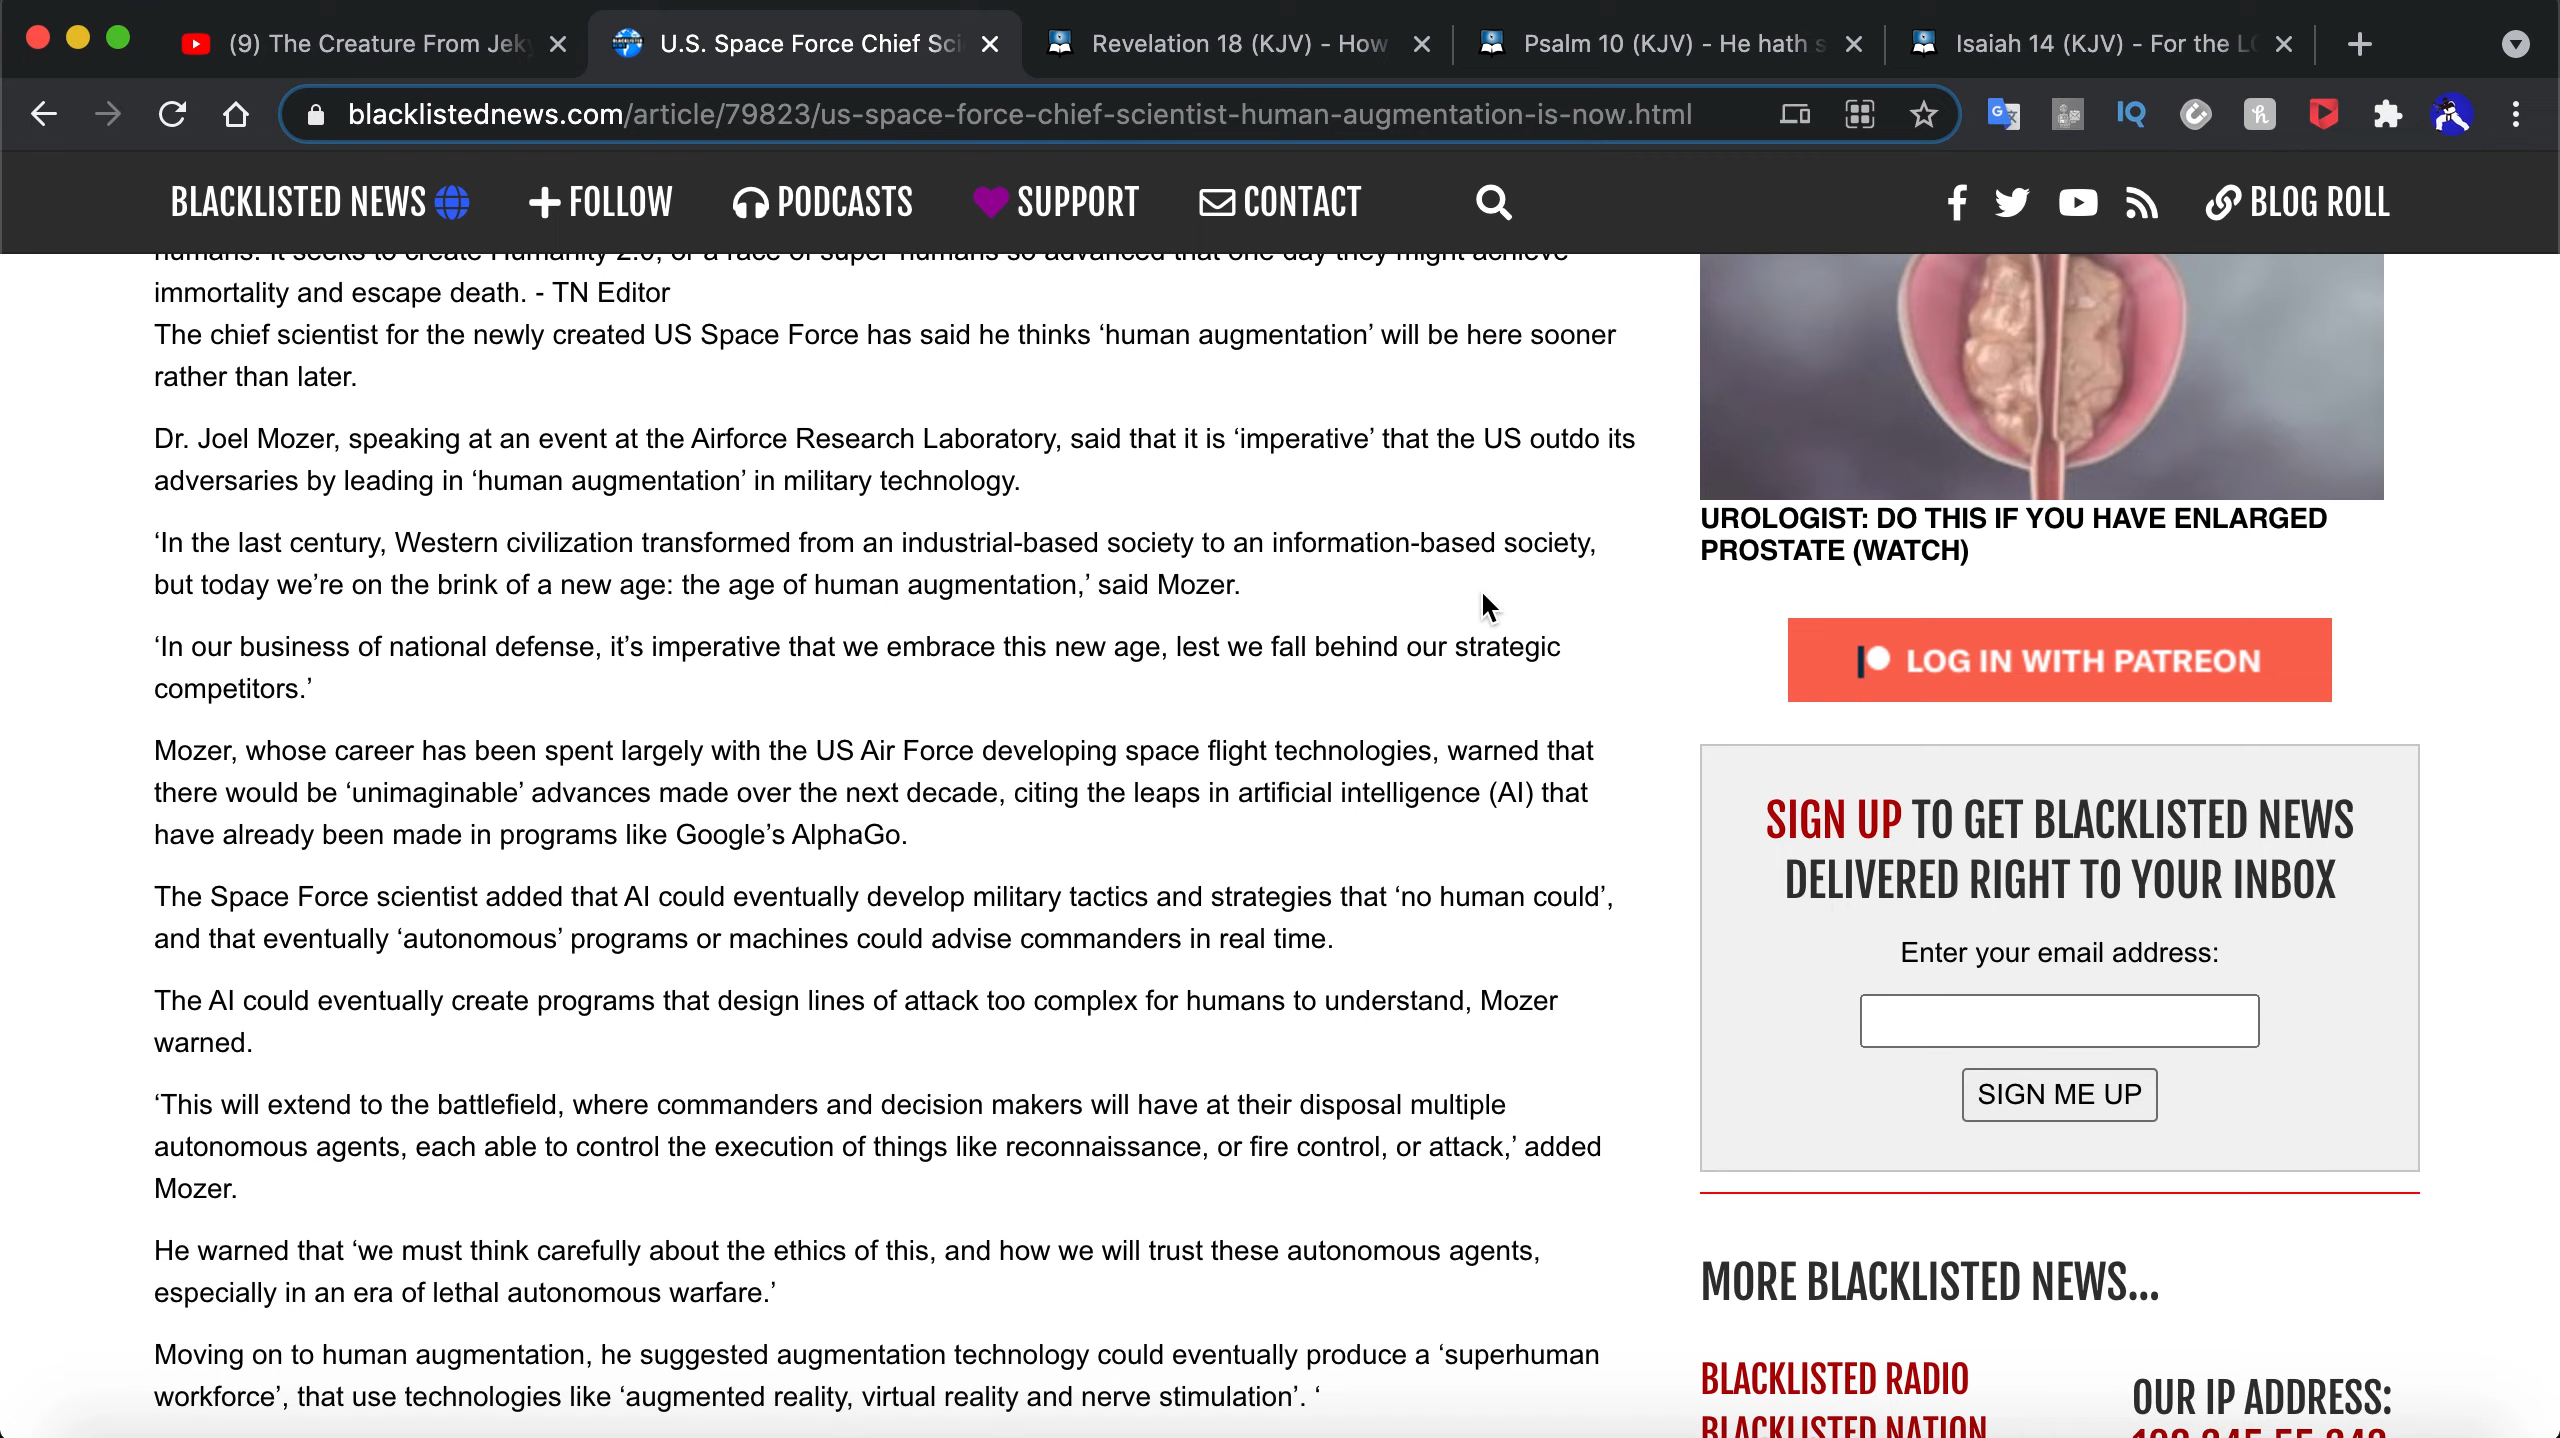 (9) The Creature From Jek
U.S. Space Force Chief Sci
Revelation 18 (KJV) - How
Psalm 10 (KJV) - He hath s
Isaiah 14 (KJV) - For the LO
blacklistednews.com/article/79823/us-space-force-chief-scientist-human-augmentation-is-now.html
BLACKLISTED NEWS
FOLLOW
PODCASTS
SUPPORT
CONTACT
BLOG ROLL
humans. It seeks to create Humanity 2.0, or a race of super-humans so advanced that one day they might achieve
immortality and escape death. - TN Editor
The chief scientist for the newly created US Space Force has said he thinks ‘human augmentation’ will be here sooner
rather than later.
Dr. Joel Mozer, speaking at an event at the Airforce Research Laboratory, said that it is ‘imperative’ that the US outdo its
adversaries by leading in ‘human augmentation’ in military technology.
‘In the last century, Western civilization transformed from an industrial-based society to an information-based society,
but today we’re on the brink of a new age: the age of human augmentation,’ said Mozer.
‘In our business of national defense, it’s imperative that we embrace this new age, lest we fall behind our strategic
competitors.’
Mozer, whose career has been spent largely with the US Air Force developing space flight technologies, warned that
there would be ‘unimaginable’ advances made over the next decade, citing the leaps in artificial intelligence (AI) that
have already been made in programs like Google’s AlphaGo.
The Space Force scientist added that AI could eventually develop military tactics and strategies that ‘no human could’,
and that eventually ‘autonomous’ programs or machines could advise commanders in real time.
The AI could eventually create programs that design lines of attack too complex for humans to understand, Mozer
warned.
‘This will extend to the battlefield, where commanders and decision makers will have at their disposal multiple
autonomous agents, each able to control the execution of things like reconnaissance, or fire control, or attack,’ added
Mozer.
He warned that ‘we must think carefully about the ethics of this, and how we will trust these autonomous agents,
especially in an era of lethal autonomous warfare.’
Moving on to human augmentation, he suggested augmentation technology could eventually produce a ‘superhuman
workforce’, that use technologies like ‘augmented reality, virtual reality and nerve stimulation’. ‘
UROLOGIST: DO THIS IF YOU HAVE ENLARGED
PROSTATE (WATCH)
LOG IN WITH PATREON
SIGN UP TO GET BLACKLISTED NEWS
DELIVERED RIGHT TO YOUR INBOX
Enter your email address:
SIGN ME UP
MORE BLACKLISTED NEWS...
BLACKLISTED RADIO
BLACKLISTED NATION
OUR IP ADDRESS: